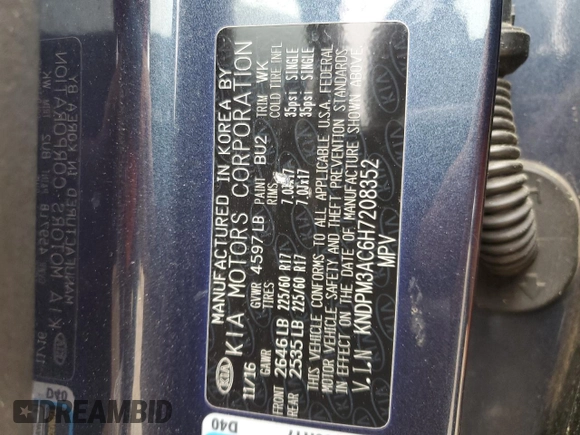 MANUFACTURED IN KOREA BY
KIA MOTORS CORPORATION
11/16 GVWR 4597LB PAINT BU2 TRIM WK
GAWR TIRES RIMS COLD TIRE INFL
FRONT 2646LB 225/60 R17 7.0Jx17 35psi SINGLE
REAR 2535LB 225/60 R17 7.0Jx17 35psi SINGLE
THIS VEHICLE CONFORMS TO ALL APPLICABLE U.S.A. FEDERAL
MOTOR VEHICLE SAFETY AND THEFT PREVENTION STANDARDS
IN EFFECT ON THE DATE OF MANUFACTURE SHOWN ABOVE.
V.I.N KNDPM3AC6H7208352
MPV
KIA
D40
DREAMBID